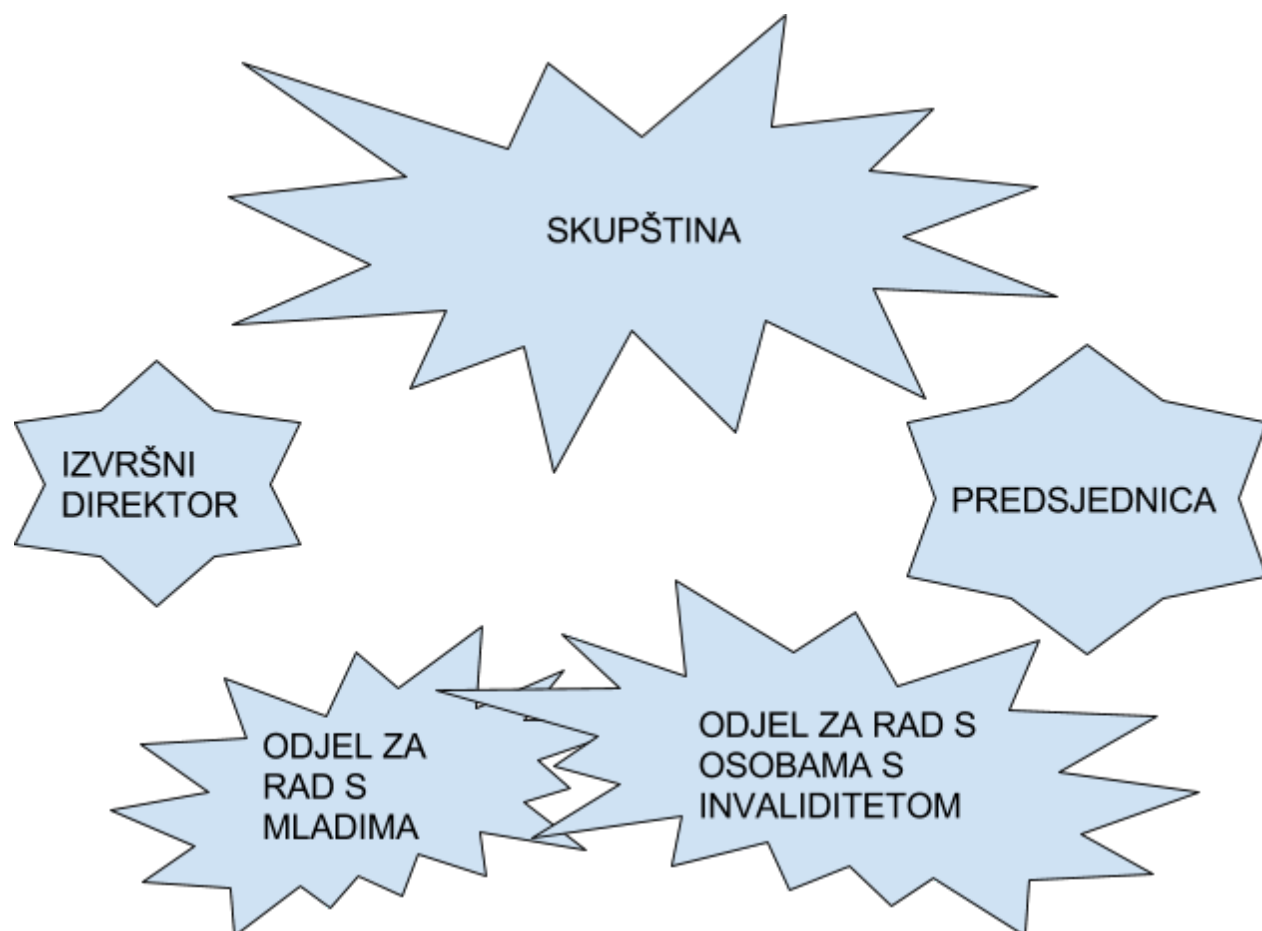 SKUPŠTINA
IZVRŠNI
DIREKTOR
PREDSJEDNICA
ODJEL ZA
RAD S
MLADIMA
ODJEL ZA RAD S
OSOBAMA S
INVALIDITETOM